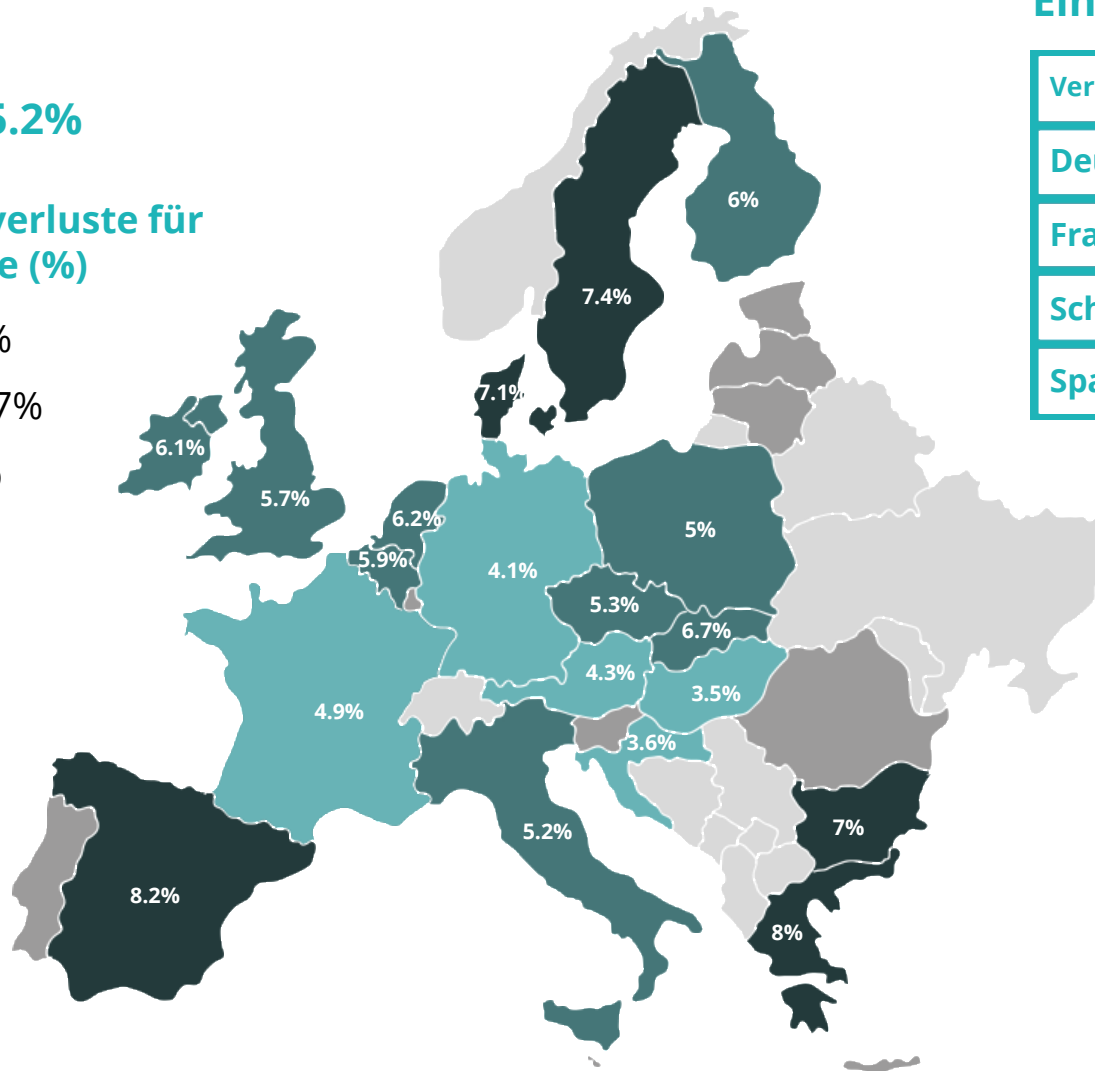 Ein
5.2%
Ver
Deu
verluste für
e (%)
Fra
Sch
Spa
%
7%
6%
7.4%
7.1%
6.1%
5.7%
6.2%
5.9%
5%
4.1%
5.3%
6.7%
4.3%
3.5%
4.9%
3.6%
5.2%
7%
8.2%
8%